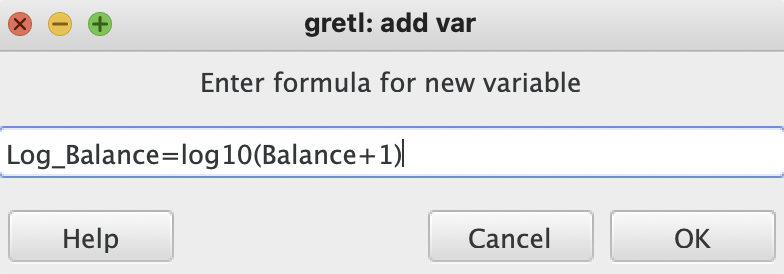 gretl: add var
Enter formula for new variable
Log_Balance=log10(Balance+1)
Help Cancel OK